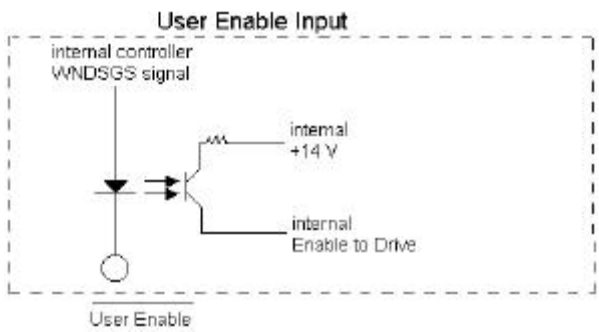 User Enable Input
internal controller
WNDSGS signal
internal
+14 V
internal
Enable to Drive
User Enable